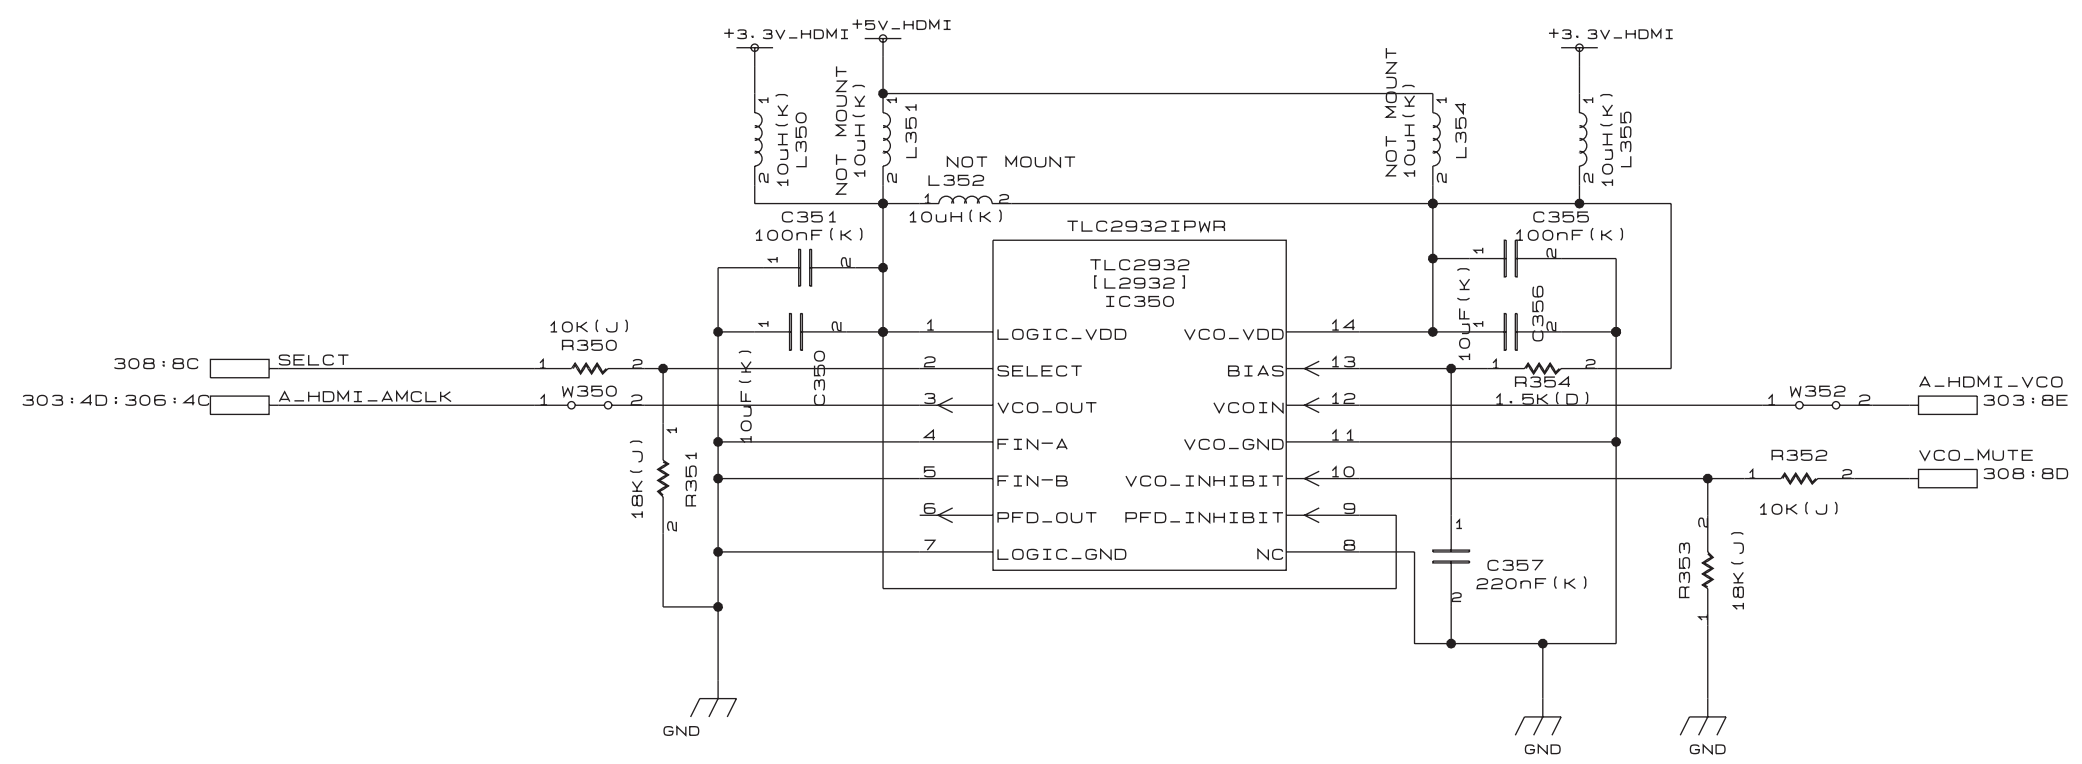 +3.3V_HDMI
+5V_HDMI
+3.3V_HDMI
1
2
10uH(K)
L350
NOT MOUNT
10uH(K)
1
2
L351
NOT MOUNT
L352
1
2
10uH(K)
NOT MOUNT
10uH(K)
1
2
L354
1
2
10uH(K)
L355
C351
100nF(K)
1
2
1
2
10uF(K)
C350
TLC2932IPWR
TLC2932
[L2932]
IC350
C355
100nF(K)
1
2
10uF(K)
1
C356
2
1 LOGIC_VDD
2 SELECT
3 VCO_OUT
4 FIN-A
5 FIN-B
6 PFD_OUT
7 LOGIC_GND
VCO_VDD 14
BIAS 13
VCOIN 12
VCO_GND 11
VCO_INHIBIT 10
PFD_INHIBIT 9
NC 8
308:8C
SELCT
1
10K(J)
R350
2
303:4D:306:4C
A_HDMI_AMCLK
1
W350
2
18K(J)
1
R351
2
GND
1
2
R354
1.5K(D)
1
C357
220nF(K)
2
GND
1
W352
2
A_HDMI_VCO
303:8E
R352
1
2
10K(J)
VCO_MUTE
308:8D
2
R353
18K(J)
1
GND